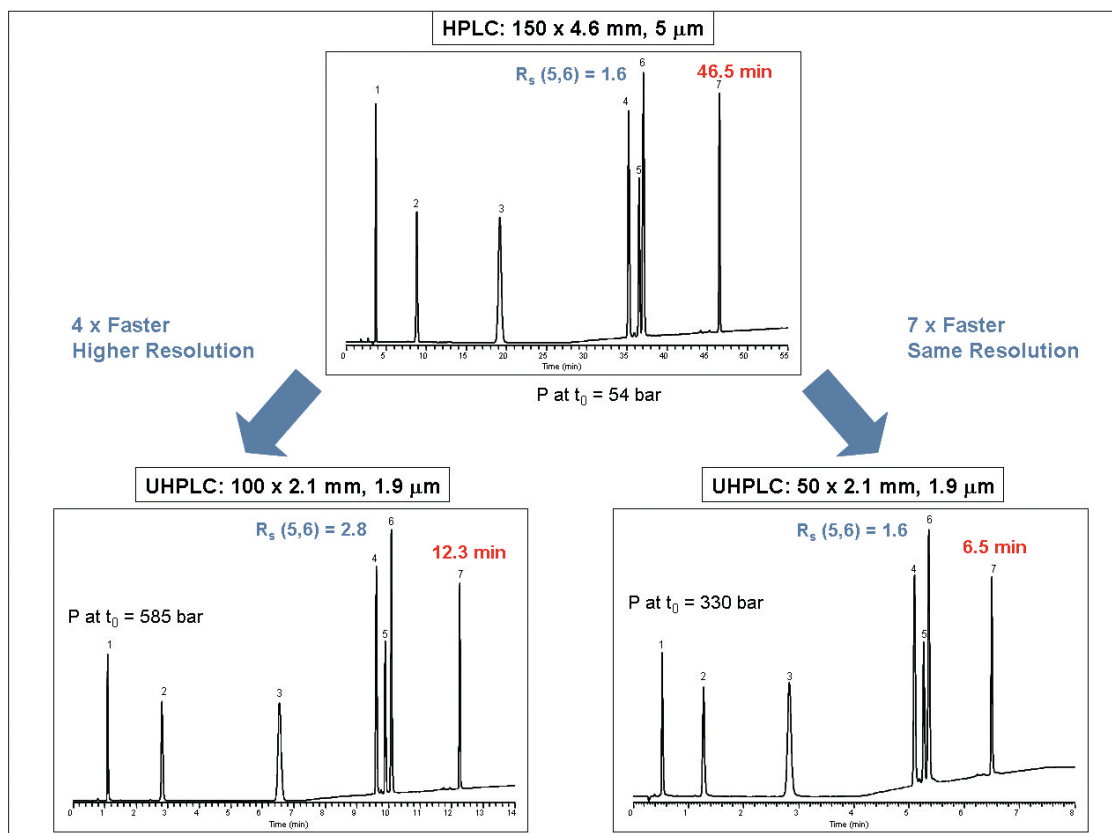 HPLC: 150 x 4.6 mm, 5 μm
Rs (5,6) = 1.6
46.5 min
1
2
3
4
5
6
7
0 5 10 15 20 25 30 35 40 45 50 55
Time (min)
P at t0 = 54 bar
4 x Faster
Higher Resolution
7 x Faster
Same Resolution
UHPLC: 100 x 2.1 mm, 1.9 μm
Rs (5,6) = 2.8
12.3 min
P at t0 = 585 bar
1
2
3
4
5
6
7
0 1 2 3 4 5 6 7 8 9 10 11 12 13 14
Time (min)
UHPLC: 50 x 2.1 mm, 1.9 μm
Rs (5,6) = 1.6
6.5 min
P at t0 = 330 bar
1
2
3
4
5
6
7
0 1 2 3 4 5 6 7 8
Time (min)